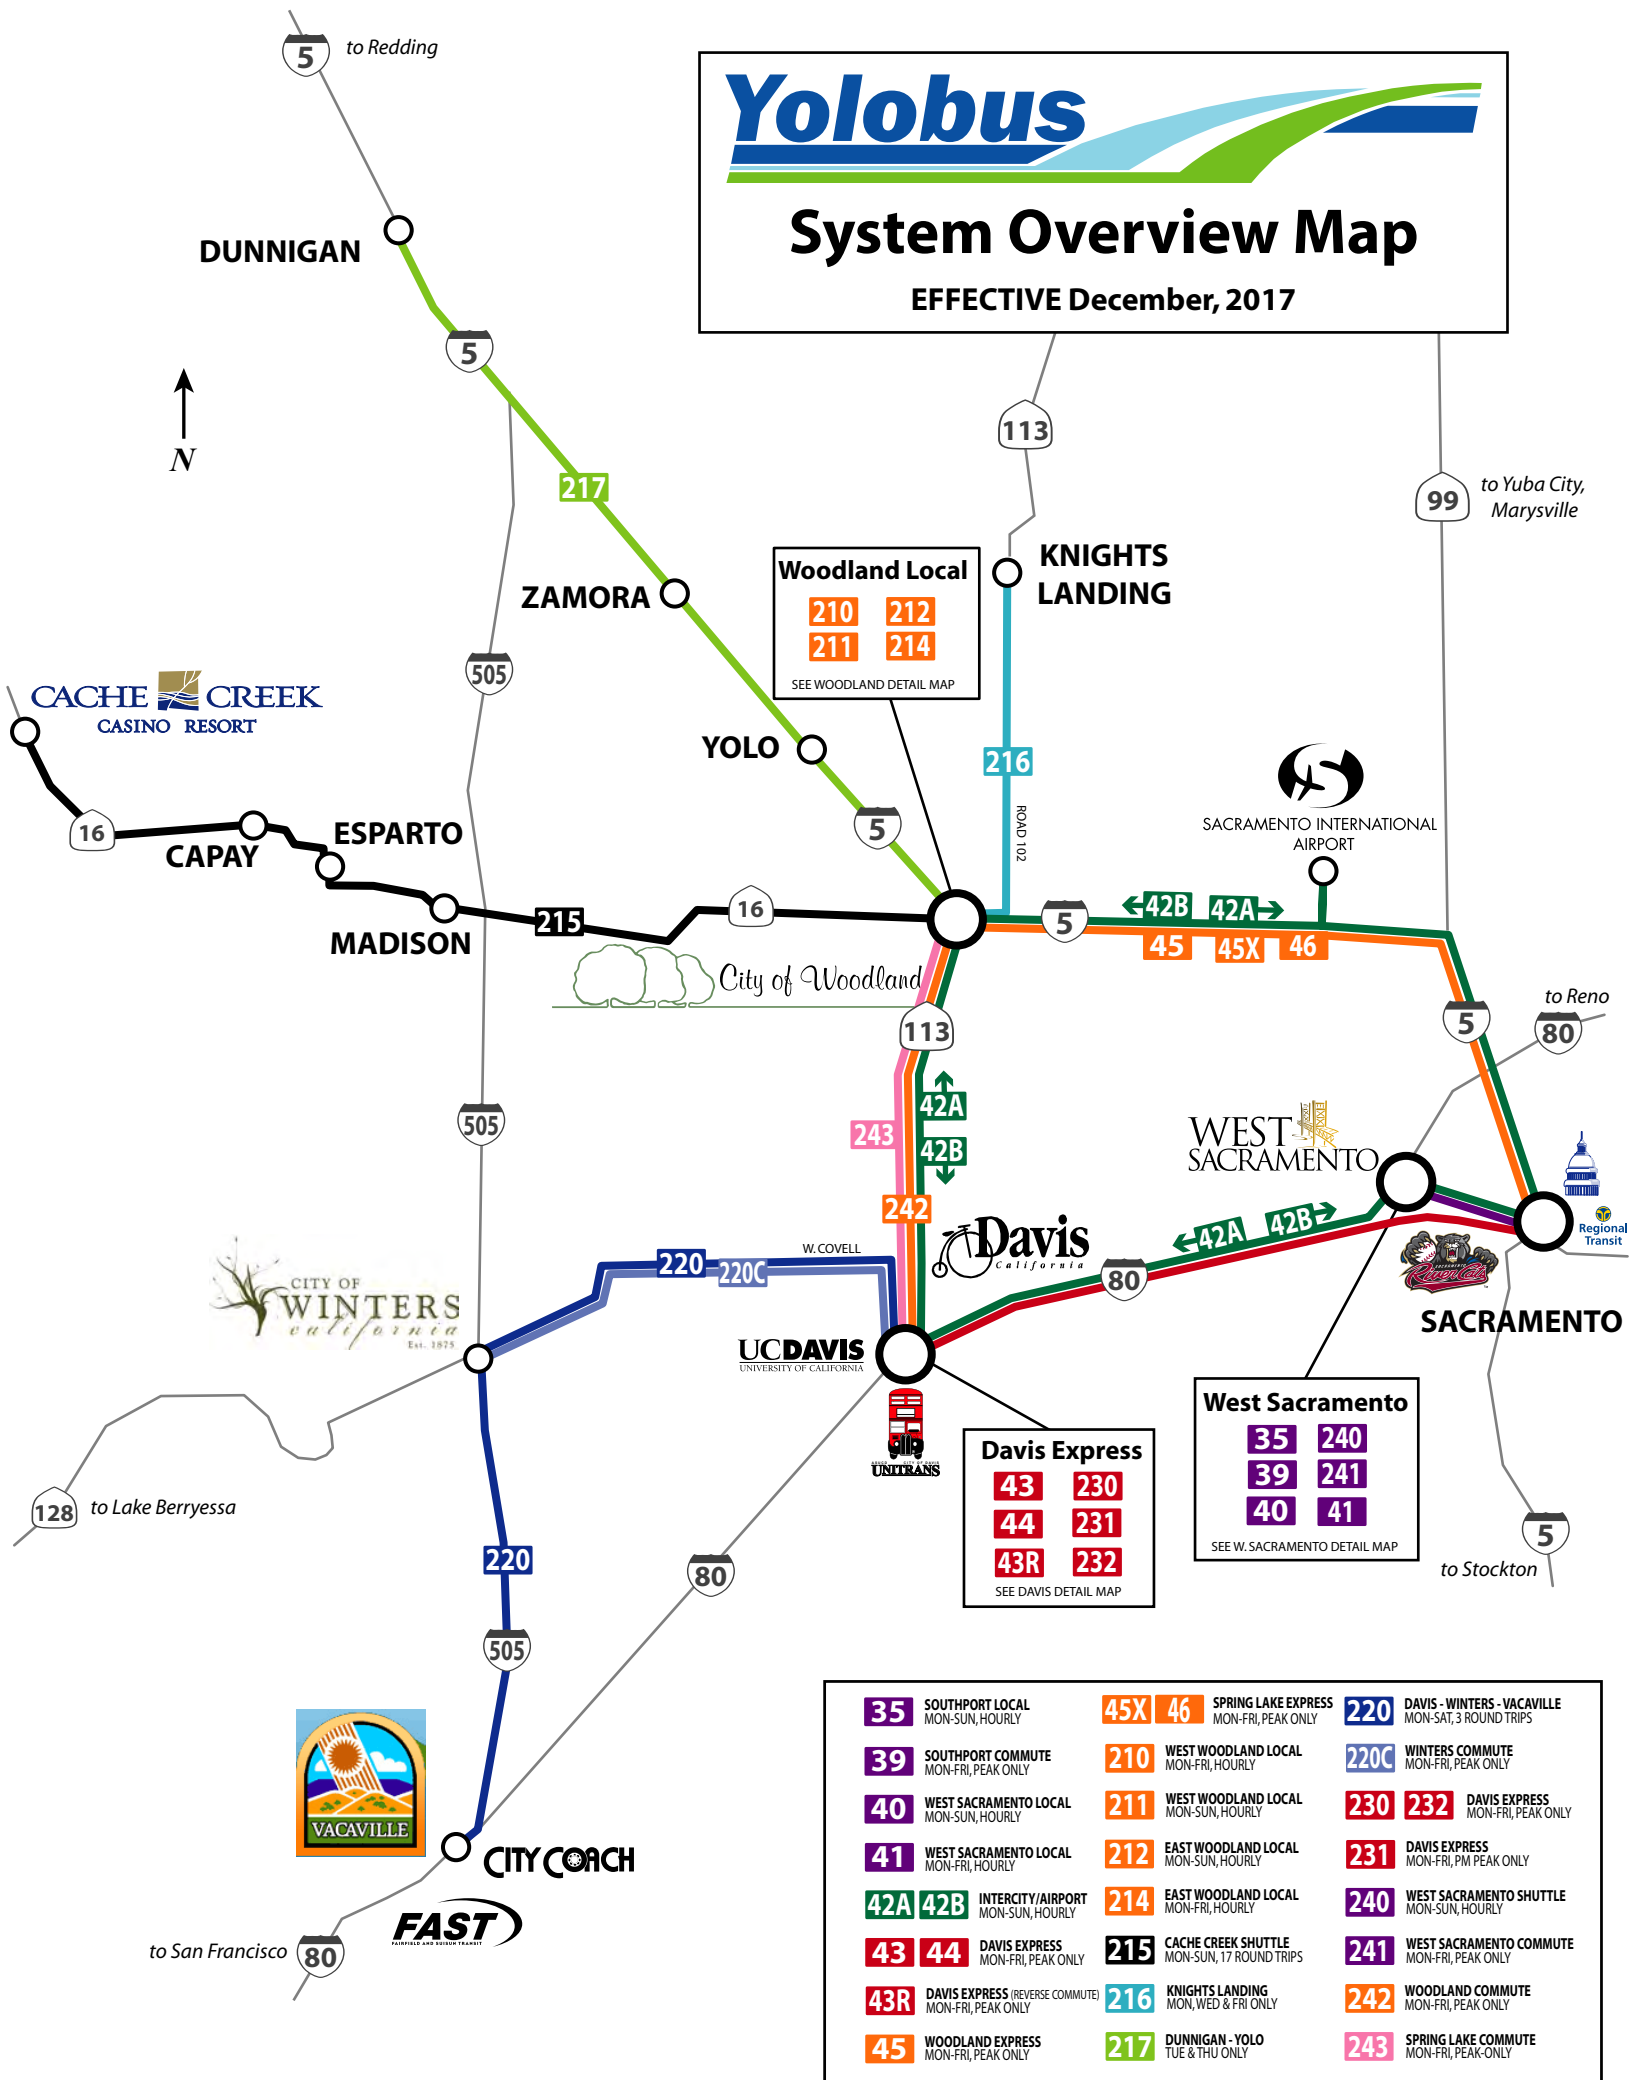 5
to Redding
Yolobus
System Overview Map
EFFECTIVE December, 2017
DUNNIGAN
5
N
113
217
99
to Yuba City,
Marysville
KNIGHTS
LANDING
Woodland Local
210 212
211 214
SEE WOODLAND DETAIL MAP
ZAMORA
505
CACHE CREEK
CASINO RESORT
YOLO
216
ROAD 102
SACRAMENTO INTERNATIONAL
AIRPORT
16
CAPAY
ESPARTO
5
MADISON
215
16
5
42B 42A
45 45X 46
City of Woodland
113
to Reno
80
5
505
42A
243
42B
242
WEST
SACRAMENTO
Regional
Transit
42A 42B
W. COVELL
220 220C
Davis
California
80
River Cats
SACRAMENTO
CITY OF
WINTERS
california
Est. 1875
UCDAVIS
UNIVERSITY OF CALIFORNIA
UNITRANS
Davis Express
43 230
44 231
43R 232
SEE DAVIS DETAIL MAP
West Sacramento
35 240
39 241
40 41
SEE W. SACRAMENTO DETAIL MAP
128
to Lake Berryessa
5
to Stockton
220
80
505
VACAVILLE
CITY COACH
FAST
FAIRFIELD AND SUISUN TRANSIT
to San Francisco
80
35 SOUTHPORT LOCAL
MON-SUN, HOURLY
39 SOUTHPORT COMMUTE
MON-FRI, PEAK ONLY
40 WEST SACRAMENTO LOCAL
MON-SUN, HOURLY
41 WEST SACRAMENTO LOCAL
MON-FRI, HOURLY
42A 42B INTERCITY/AIRPORT
MON-SUN, HOURLY
43 44 DAVIS EXPRESS
MON-FRI, PEAK ONLY
43R DAVIS EXPRESS (REVERSE COMMUTE)
MON-FRI, PEAK ONLY
45 WOODLAND EXPRESS
MON-FRI, PEAK ONLY
45X 46 SPRING LAKE EXPRESS
MON-FRI, PEAK ONLY
210 WEST WOODLAND LOCAL
MON-FRI, HOURLY
211 WEST WOODLAND LOCAL
MON-SUN, HOURLY
212 EAST WOODLAND LOCAL
MON-SUN, HOURLY
214 EAST WOODLAND LOCAL
MON-FRI, HOURLY
215 CACHE CREEK SHUTTLE
MON-SUN, 17 ROUND TRIPS
216 KNIGHTS LANDING
MON, WED & FRI ONLY
217 DUNNIGAN - YOLO
TUE & THU ONLY
220 DAVIS - WINTERS - VACAVILLE
MON-SAT, 3 ROUND TRIPS
220C WINTERS COMMUTE
MON-FRI, PEAK ONLY
230 232 DAVIS EXPRESS
MON-FRI, PEAK ONLY
231 DAVIS EXPRESS
MON-FRI, PM PEAK ONLY
240 WEST SACRAMENTO SHUTTLE
MON-SUN, HOURLY
241 WEST SACRAMENTO COMMUTE
MON-FRI, PEAK ONLY
242 WOODLAND COMMUTE
MON-FRI, PEAK ONLY
243 SPRING LAKE COMMUTE
MON-FRI, PEAK-ONLY